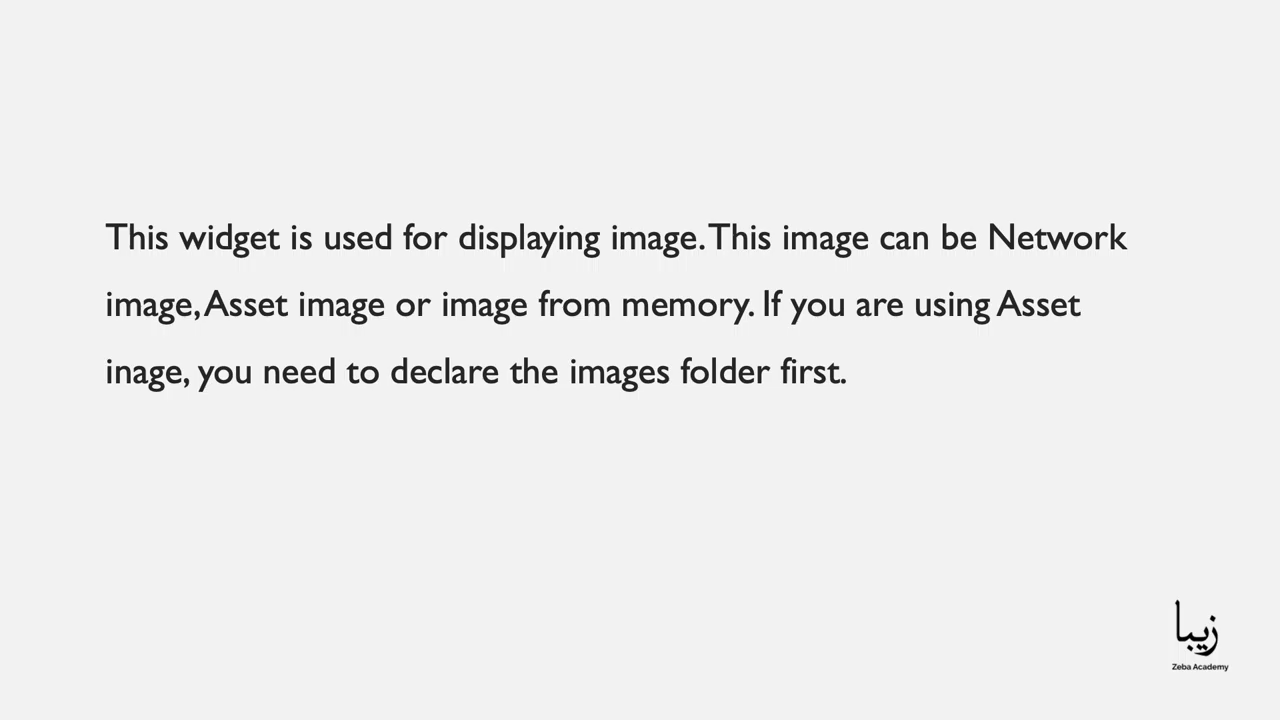 This widget is used for displaying image. This image can be Network
image, Asset image or image from memory. If you are using Asset
inage, you need to declare the images folder first.
زیبا
Zeba Academy